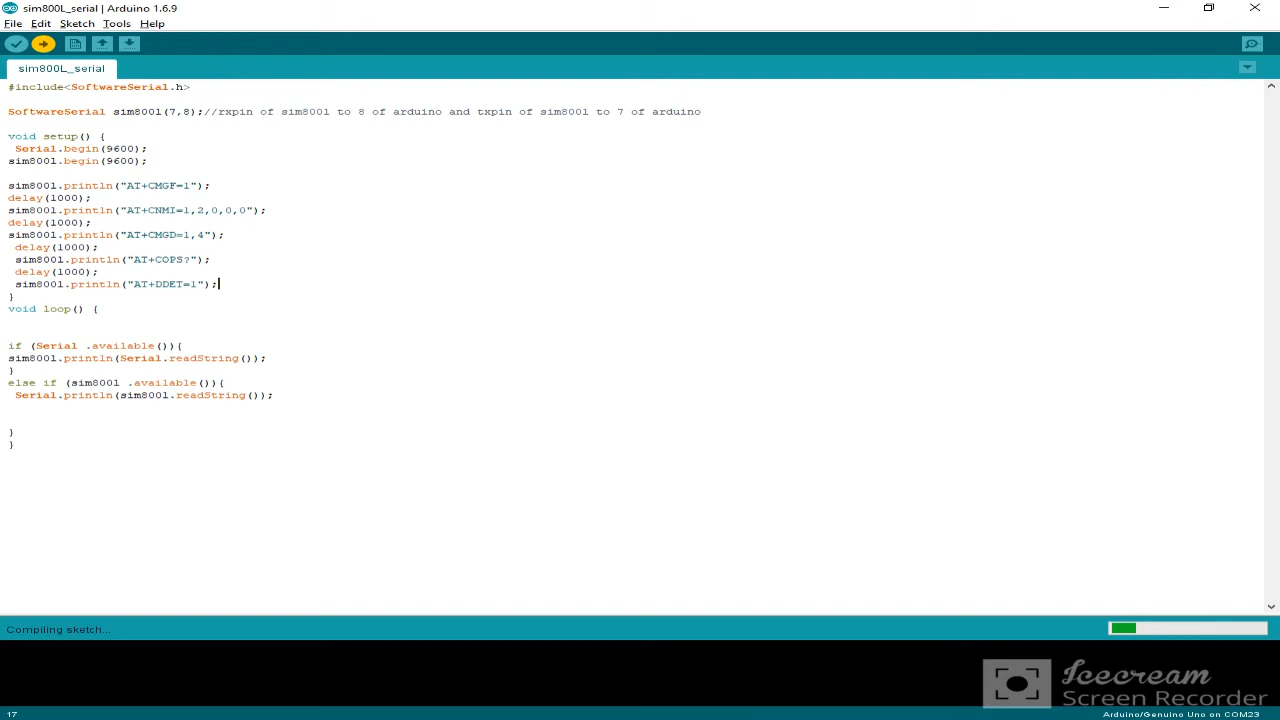 sim800L_serial | Arduino 1.6.9
File Edit Sketch Tools Help
sim800L_serial
#include<SoftwareSerial.h>
SoftwareSerial sim800l(7,8);//rxpin of sim800l to 8 of arduino and txpin of sim800l to 7 of arduino
void setup() {
Serial.begin(9600);
sim800l.begin(9600);
sim800l.println("AT+CMGF=1");
delay(1000);
sim800l.println("AT+CNMI=1,2,0,0,0");
delay(1000);
sim800l.println("AT+CMGD=1,4");
delay(1000);
sim800l.println("AT+COPS?");
delay(1000);
sim800l.println("AT+DDET=1");
}
void loop() {
if (Serial .available()){
sim800l.println(Serial.readString());
}
else if (sim800l .available()){
Serial.println(sim800l.readString());
}
}
Compiling sketch...
Icecream
Screen Recorder
17 Arduino/Genuino Uno on COM23